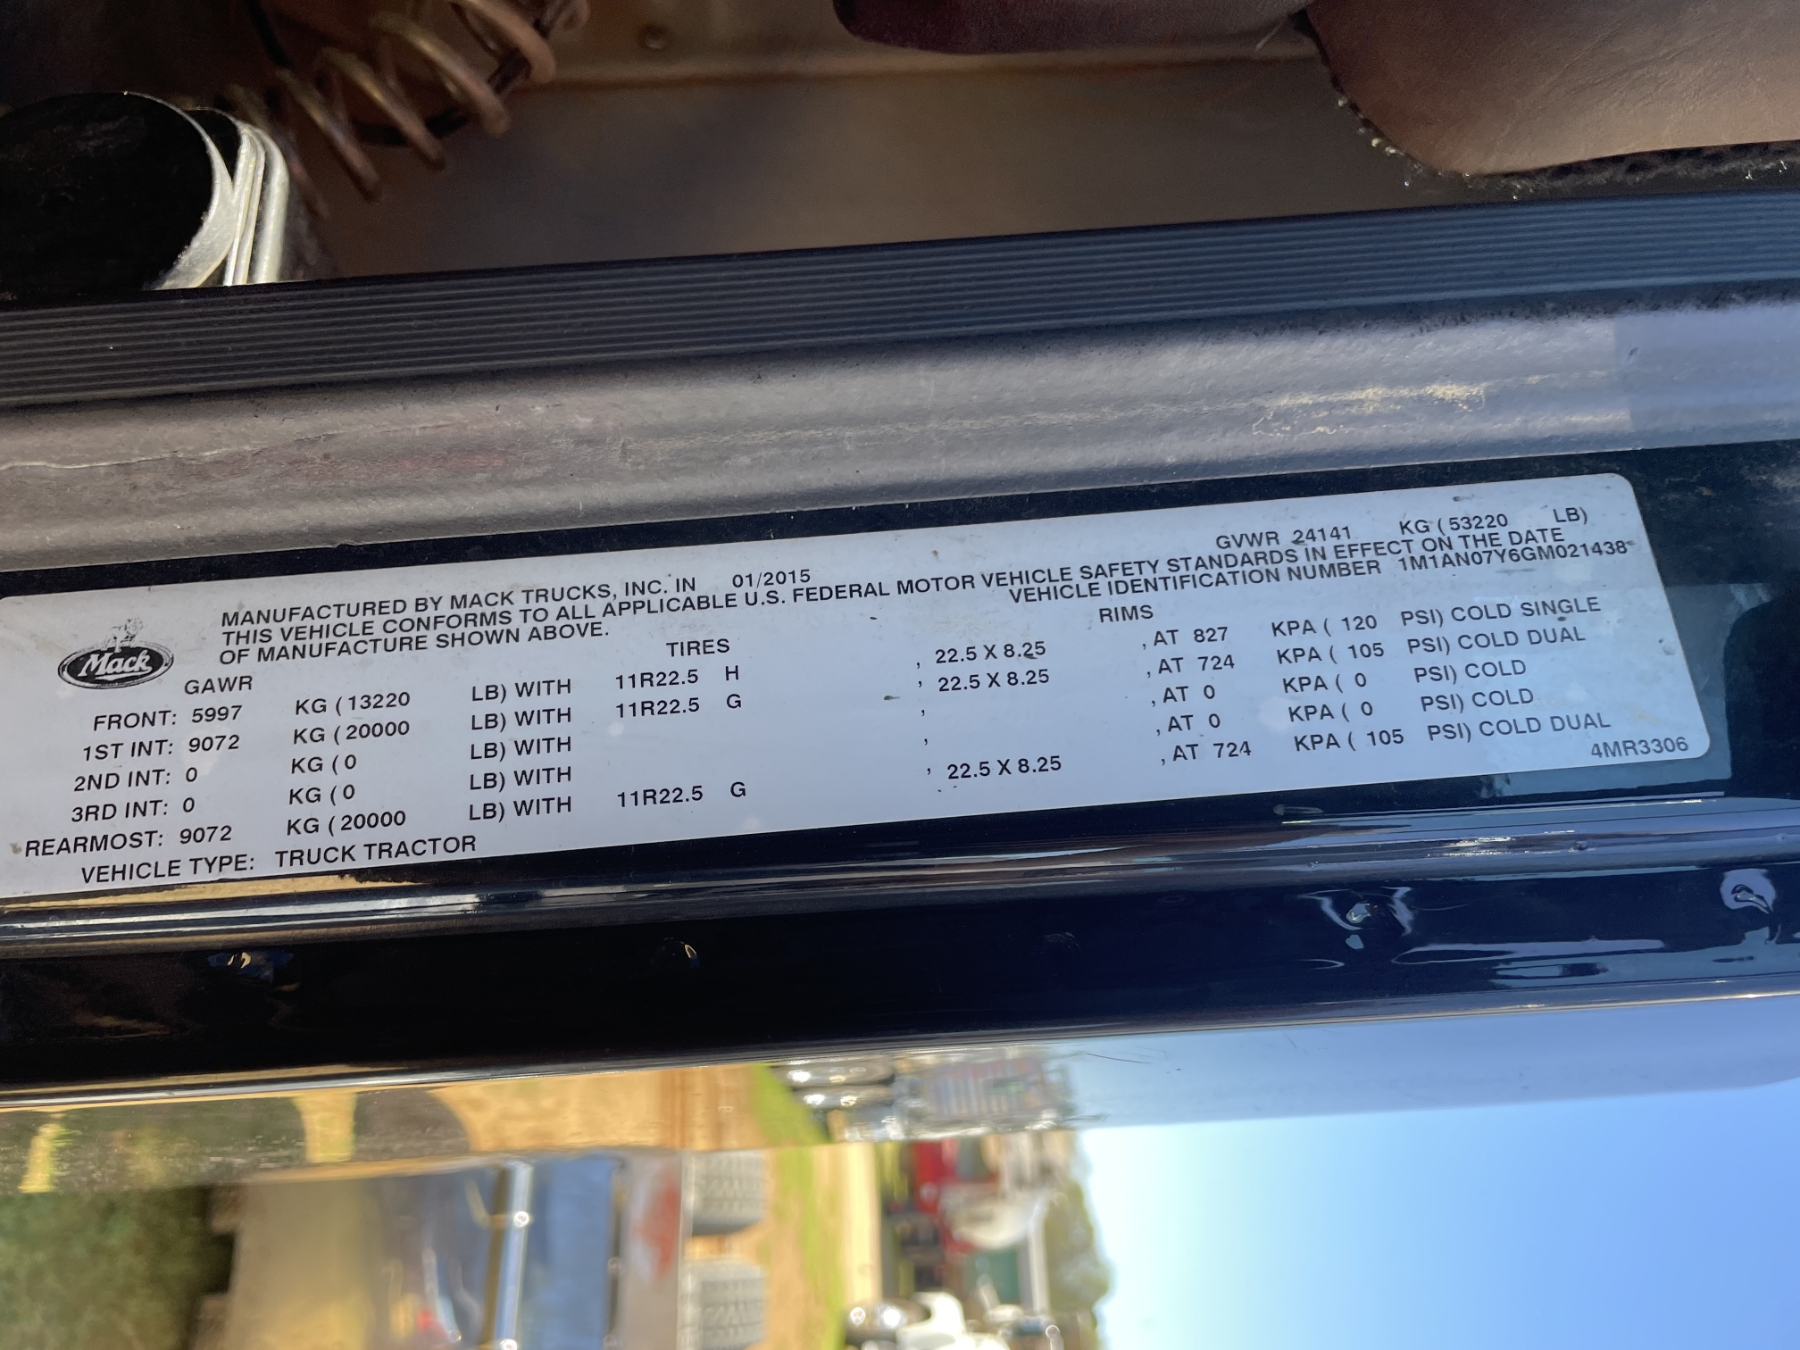 GVWR 24141 KG ( 53220 LB)
MANUFACTURED BY MACK TRUCKS, INC. IN 01/2015
THIS VEHICLE CONFORMS TO ALL APPLICABLE U.S. FEDERAL MOTOR VEHICLE SAFETY STANDARDS IN EFFECT ON THE DATE
OF MANUFACTURE SHOWN ABOVE. VEHICLE IDENTIFICATION NUMBER 1M1AN07Y6GM021438
Mack
GAWR TIRES RIMS
FRONT: 5997 KG ( 13220 LB) WITH 11R22.5 H , 22.5 X 8.25 , AT 827 KPA ( 120 PSI) COLD SINGLE
1ST INT: 9072 KG ( 20000 LB) WITH 11R22.5 G , 22.5 X 8.25 , AT 724 KPA ( 105 PSI) COLD DUAL
2ND INT: 0 KG ( 0 LB) WITH , , AT 0 KPA ( 0 PSI) COLD
3RD INT: 0 KG ( 0 LB) WITH , , AT 0 KPA ( 0 PSI) COLD
REARMOST: 9072 KG ( 20000 LB) WITH 11R22.5 G , 22.5 X 8.25 , AT 724 KPA ( 105 PSI) COLD DUAL
VEHICLE TYPE: TRUCK TRACTOR 4MR3306